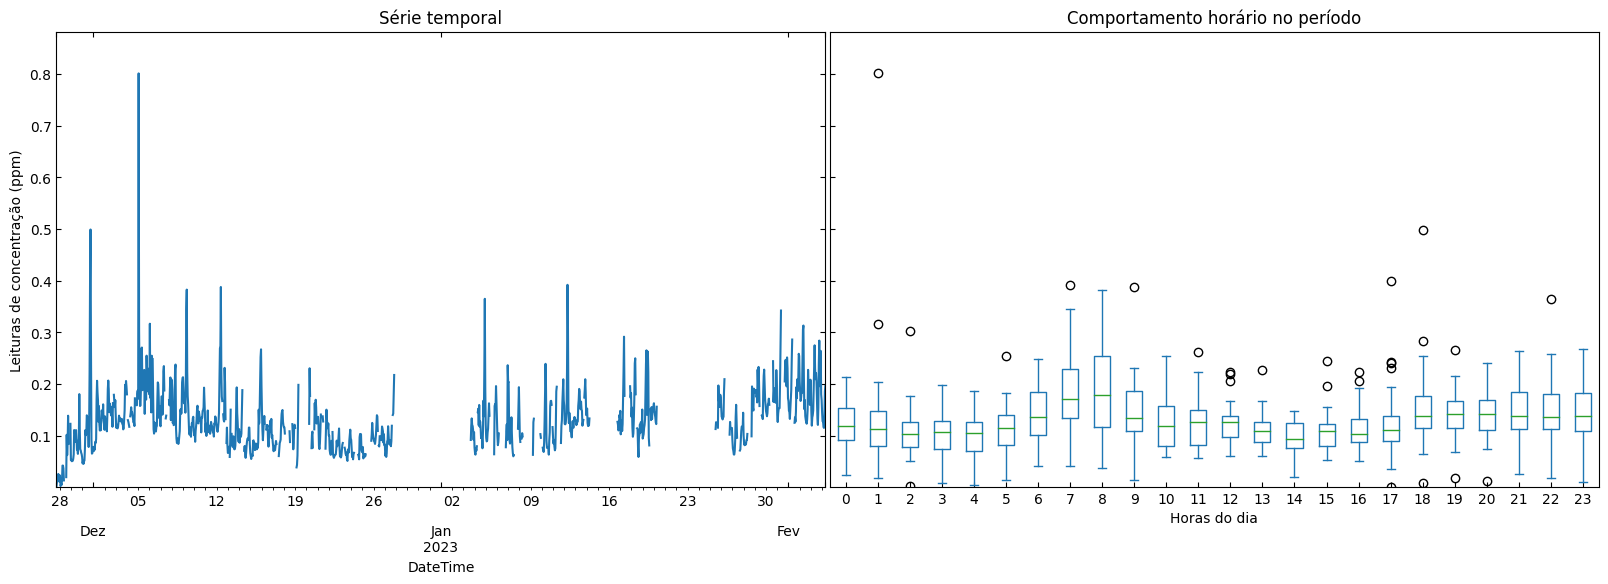 Série temporal
Leituras de concentração (ppm)
0.8
0.7
0.6
0.5
0.4
0.3
0.2
0.1
28 05 12 19 26 02 09 16 23 30
Dez Jan Fev
2023
DateTime
Comportamento horário no período
0 1 2 3 4 5 6 7 8 9 10 11 12 13 14 15 16 17 18 19 20 21 22 23
Horas do dia